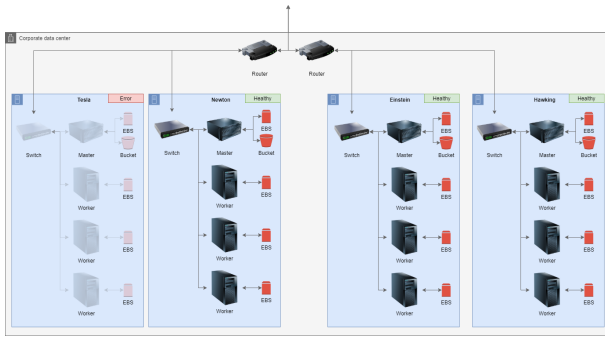 Corporate data center
Router Router
Tesla Error Newton Healthy Einstein Healthy Hawking Healthy
EBS EBS EBS EBS
Switch Master Bucket Switch Master Bucket Switch Master Bucket Switch Master Bucket
EBS EBS EBS EBS
Worker Worker Worker Worker
EBS EBS EBS EBS
Worker Worker Worker Worker
EBS EBS EBS EBS
Worker Worker Worker Worker